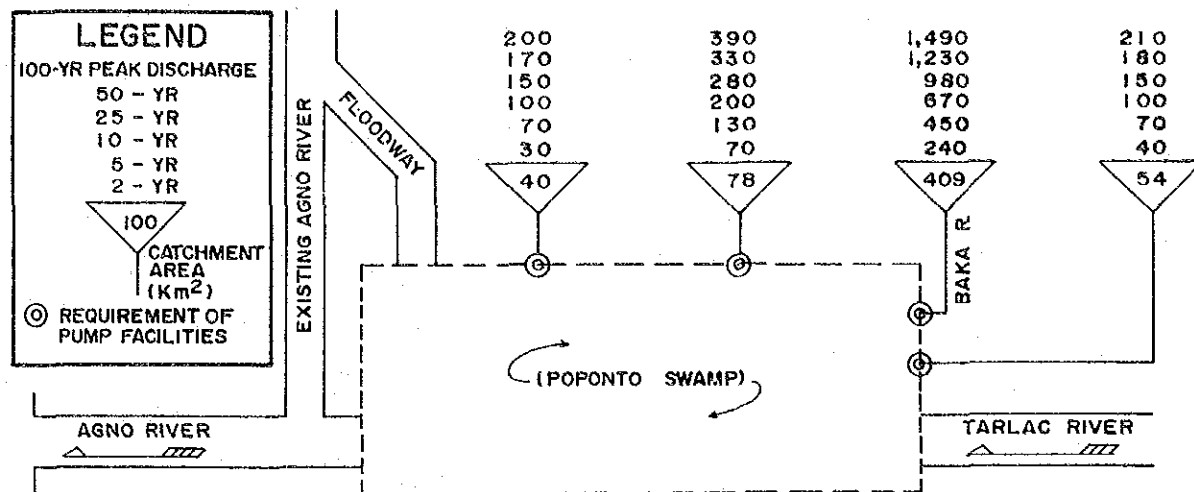 LEGEND
100-YR PEAK DISCHARGE
50 - YR
25 - YR
10 - YR
5 - YR
2 - YR
100
CATCHMENT
AREA
(Km²)
REQUIREMENT OF
PUMP FACILITIES
EXISTING AGNO RIVER
FLOODWAY
200
170
150
100
70
30
40
390
330
280
200
130
70
78
1,490
1,230
980
670
450
240
409
BAKA R.
210
180
150
100
70
40
54
(POPONTO SWAMP)
AGNO RIVER
TARLAC RIVER